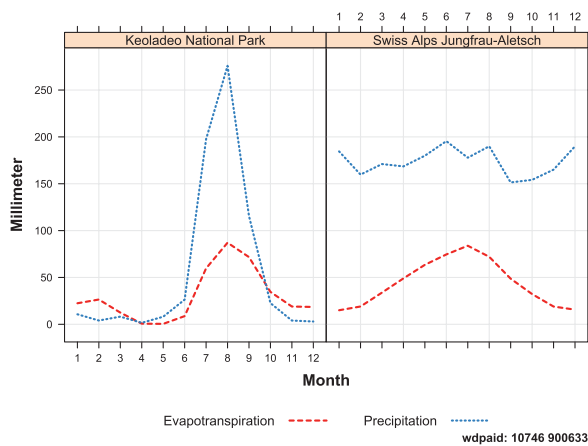 1 2 3 4 5 6 7 8 9 10 11 12
Keoladeo National Park Swiss Alps Jungfrau-Aletsch
Millimeter
250
200
150
100
50
0
1 2 3 4 5 6 7 8 9 10 11 12
Month
Evapotranspiration Precipitation
wdpaid: 10746 900633